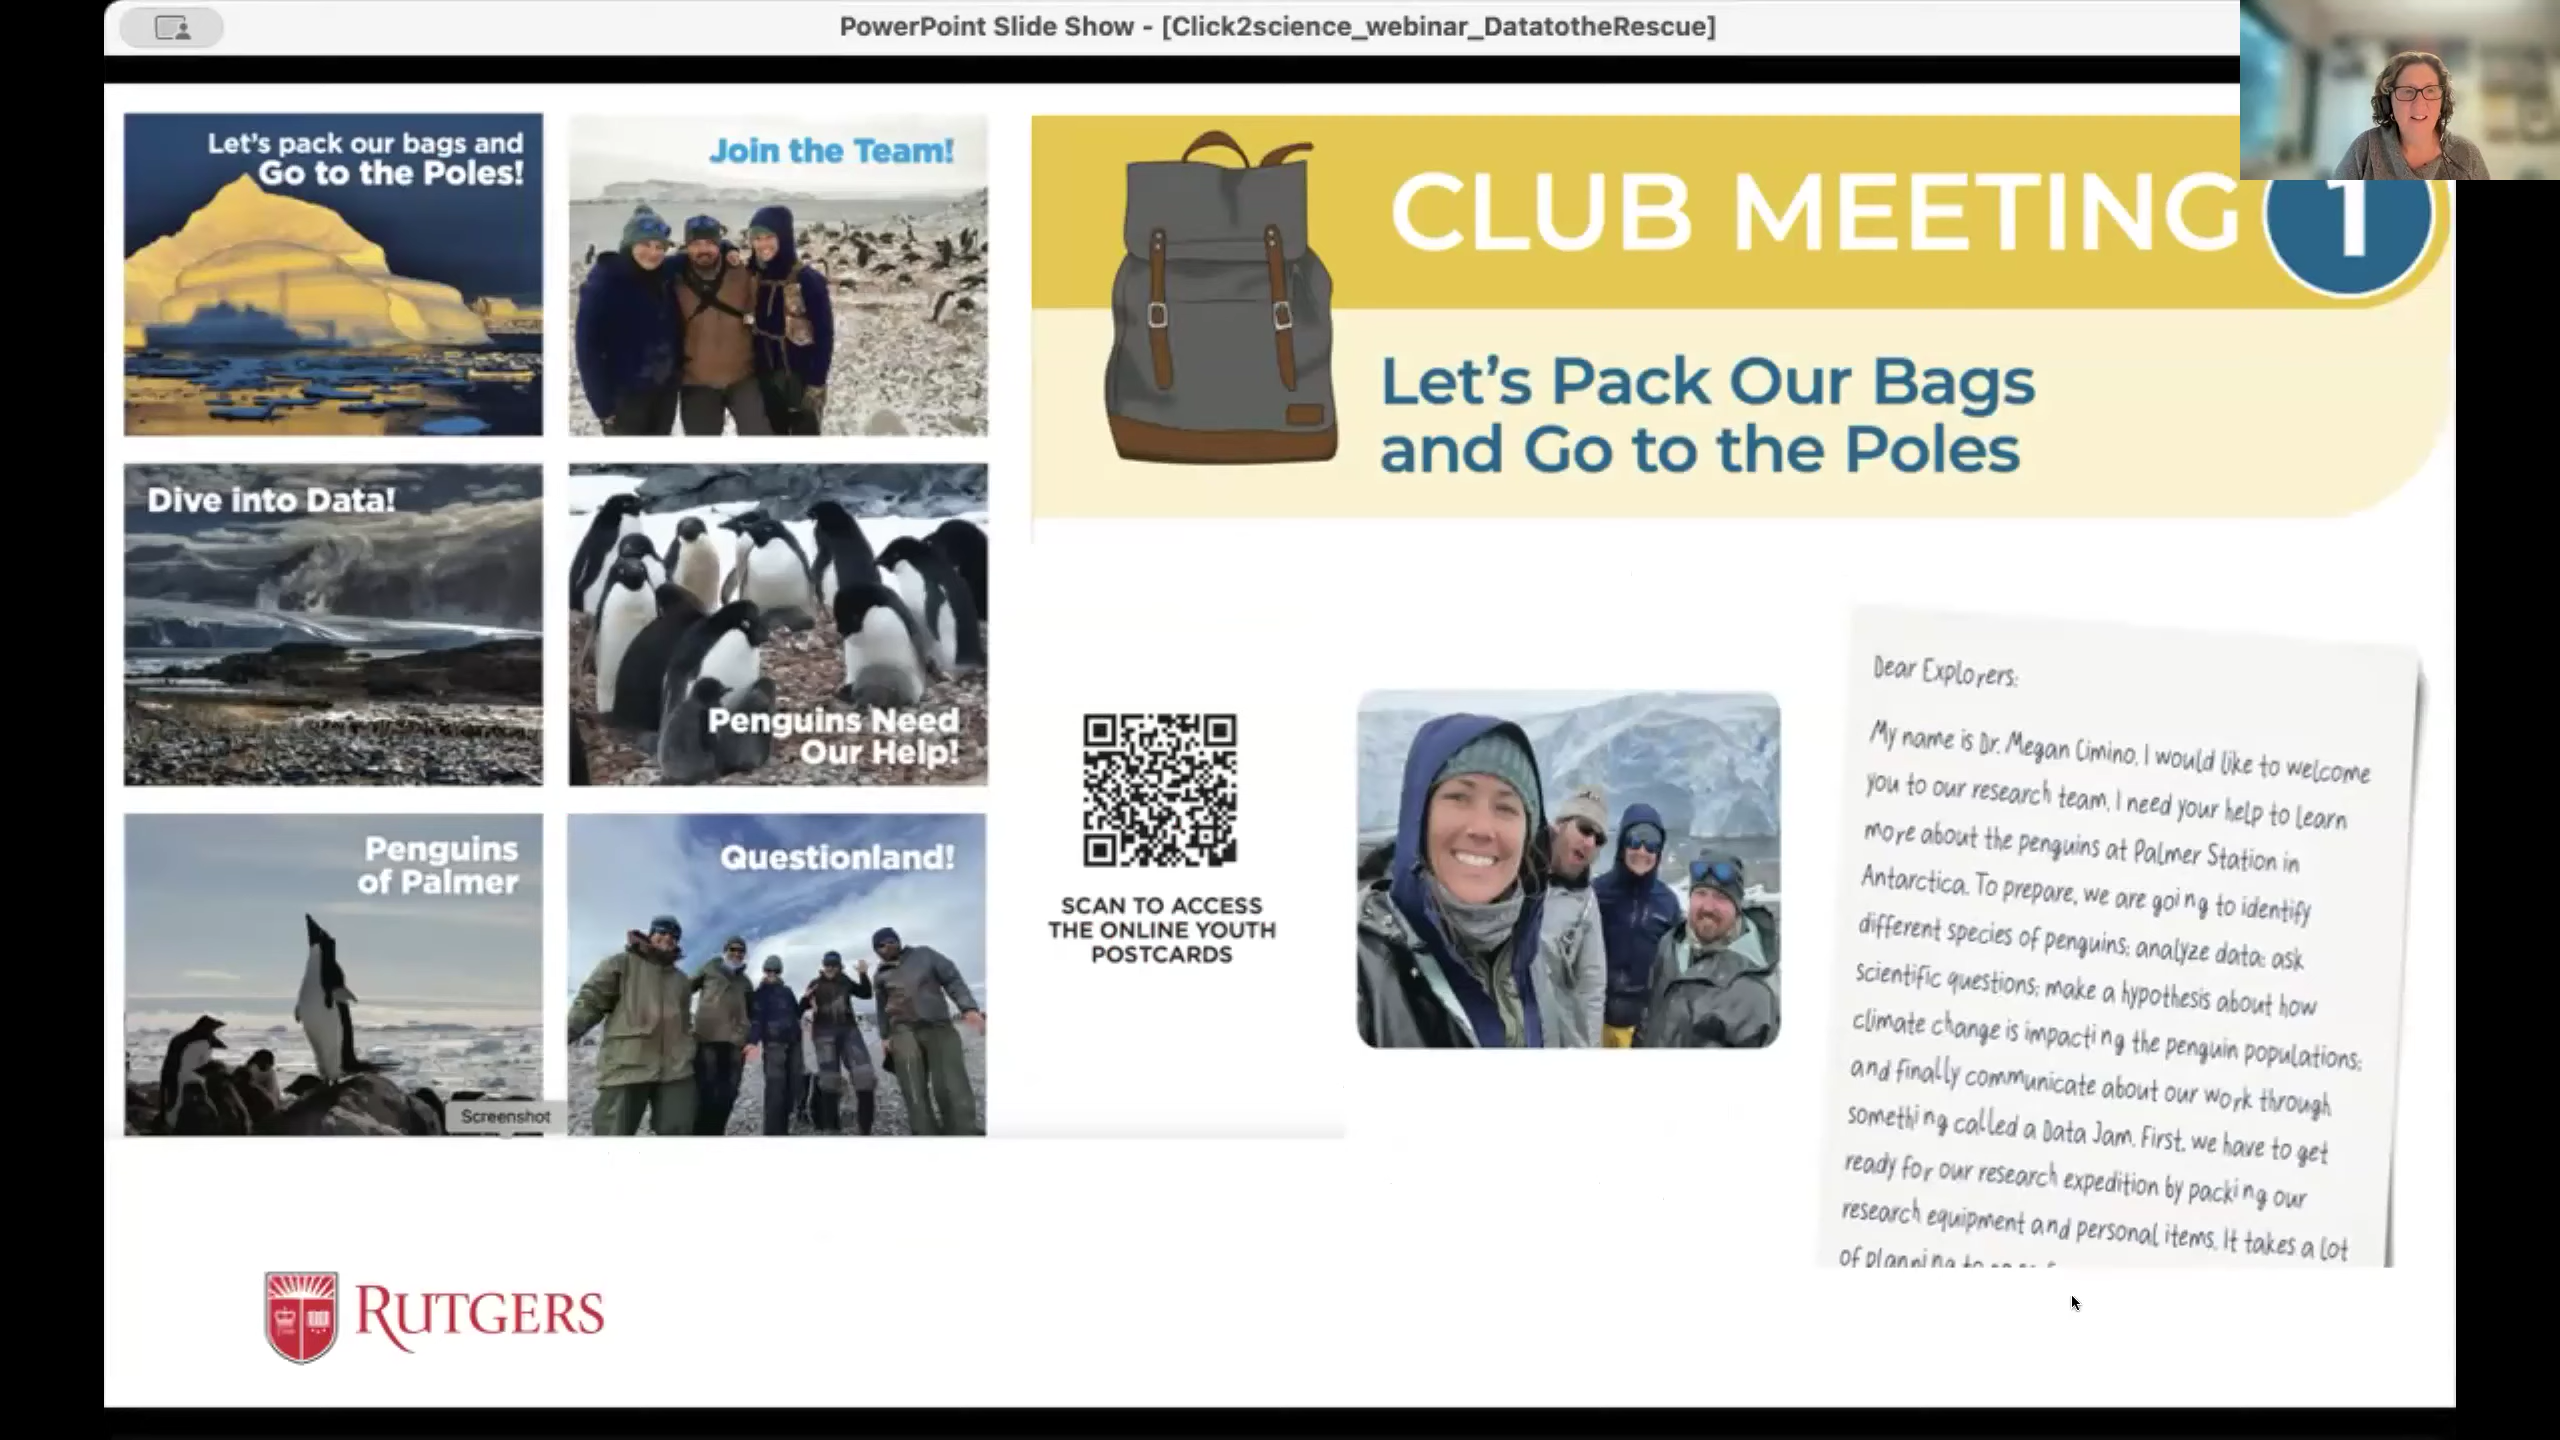 PowerPoint Slide Show - [Click2science_webinar_DatatotheRescue]
Let's pack our bags and
Go to the Poles!
Join the Team!
Dive into Data!
Penguins Need
Our Help!
Penguins
of Palmer
Screenshot
Questionland!
CLUB MEETING 1
Let's Pack Our Bags
and Go to the Poles
SCAN TO ACCESS
THE ONLINE YOUTH
POSTCARDS
Dear Explorers:
My name is Dr. Megan Cimino. I would like to welcome
you to our research team. I need your help to learn
more about the penguins at Palmer Station in
Antarctica. To prepare, we are going to identify
different species of penguins; analyze data; ask
scientific questions; make a hypothesis about how
climate change is impacting the penguin populations;
and finally communicate about our work through
something called a Data Jam. First, we have to get
ready for our research expedition by packing our
research equipment and personal items. It takes a lot
of planning to
RUTGERS